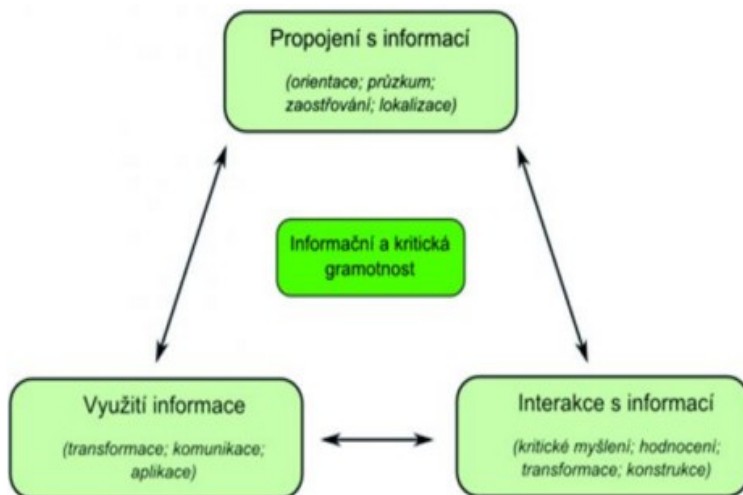 Propojení s informací
(orientace; průzkum;
zaostřování; lokalizace)
Informační a kritická
gramotnost
Využití informace
(transformace; komunikace;
aplikace)
Interakce s informací
(kritické myšlení; hodnocení;
transformace; konstrukce)